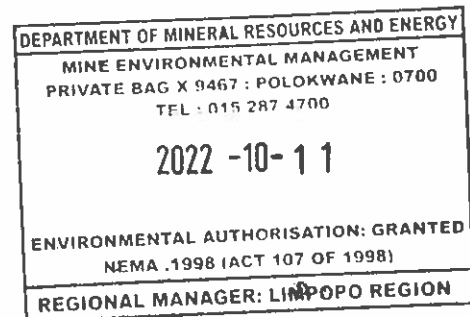 DEPARTMENT OF MINERAL RESOURCES AND ENERGY
MINE ENVIRONMENTAL MANAGEMENT
PRIVATE BAG X 9467 : POLOKWANE : 0700
TEL : 015 287 4700
2022 -10- 1 1
ENVIRONMENTAL AUTHORISATION: GRANTED
NEMA .1998 (ACT 107 OF 1998)
REGIONAL MANAGER: LIMPOPO REGION